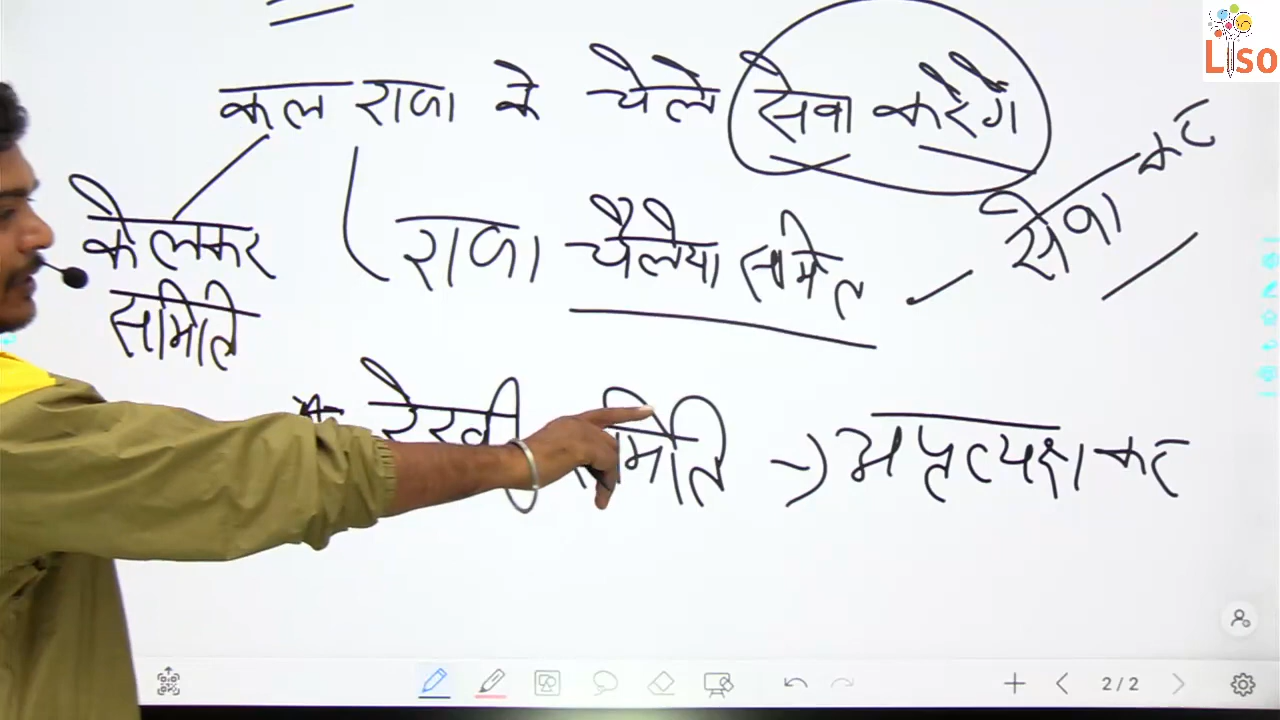 Liso
कल राजा के चेले सेवा करेंगे
सेवा कर
केलकर
समिति
राजा चेलैया समिति
* रेखी समिति → अप्रत्यक्ष कर
2/2